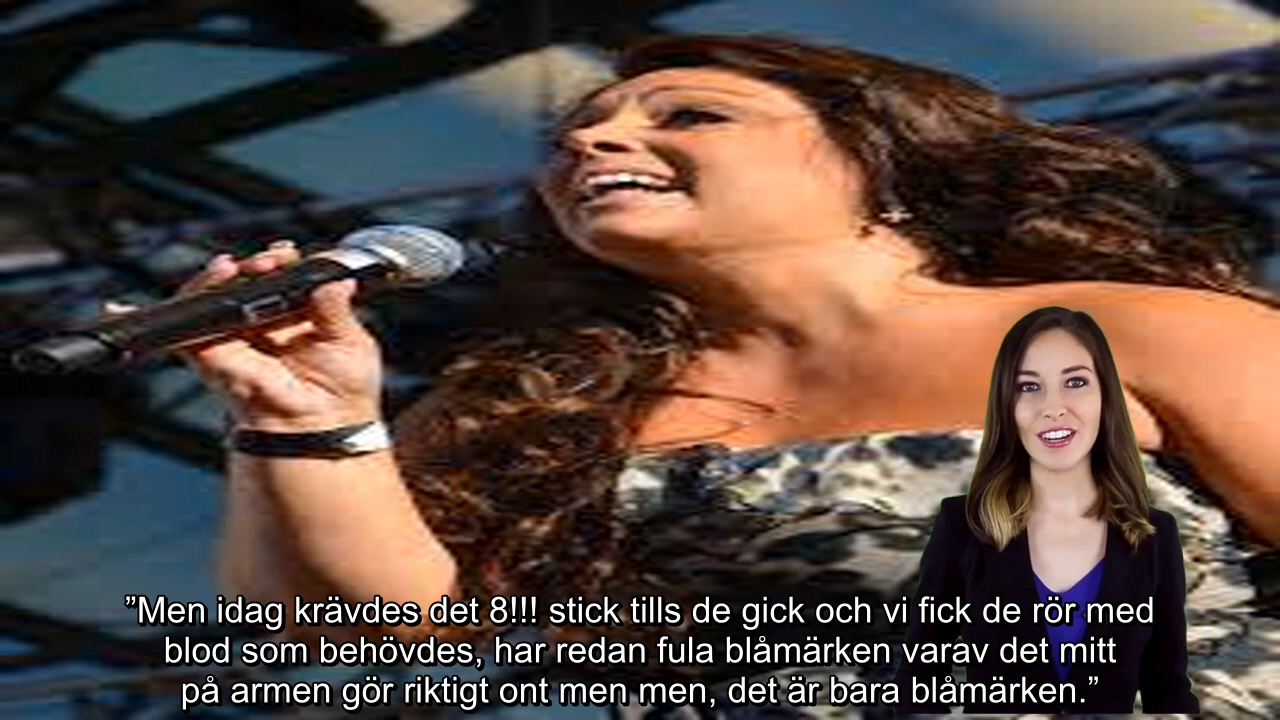 ”Men idag krävdes det 8!!! stick tills de gick och vi fick de rör med
blod som behövdes, har redan fula blåmärken varav det mitt
på armen gör riktigt ont men men, det är bara blåmärken.”